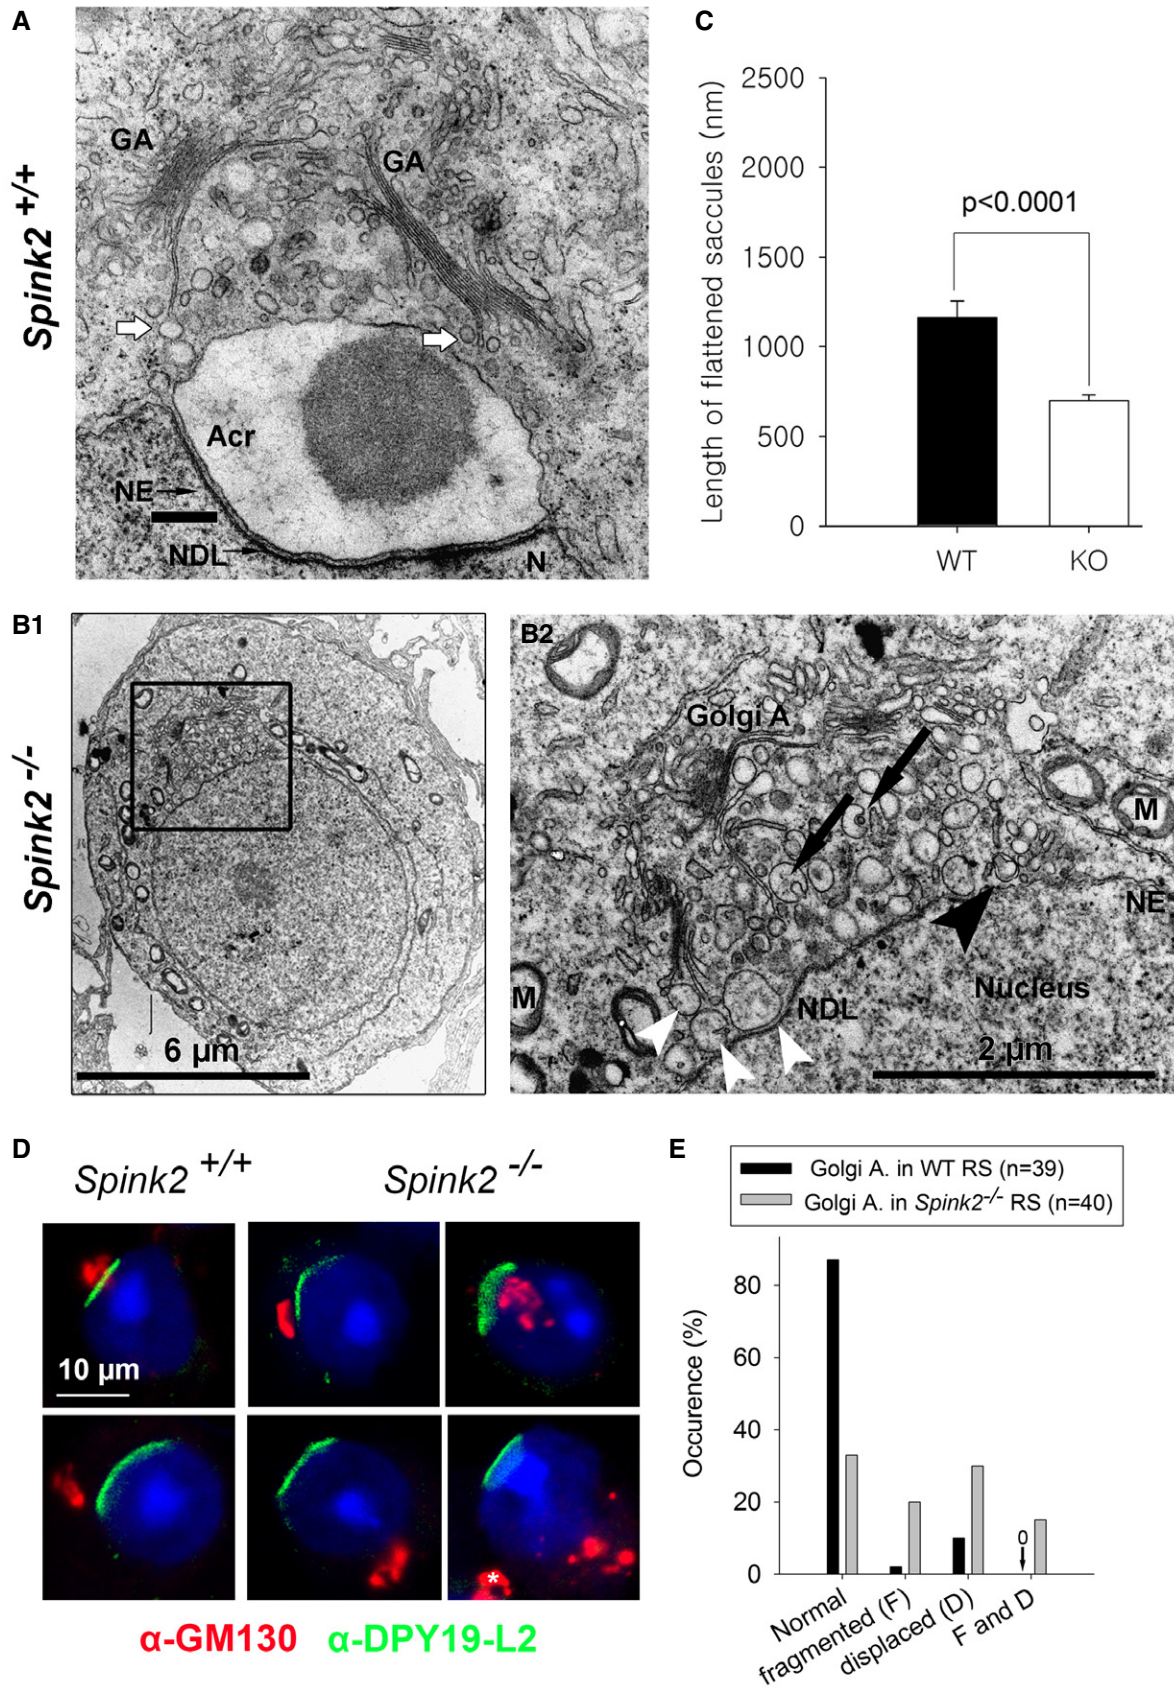 A
Spink2 +/+
GA
GA
Acr
NE
NDL
N
C
Length of flattened saccules (nm)
2500
2000
1500
1000
500
0
p<0.0001
WT
KO
B1
Spink2 -/-
6 µm
B2
Golgi A
M
NE
Nucleus
M
NDL
2 µm
D
Spink2 +/+
Spink2 -/-
10 µm
*
α-GM130
α-DPY19-L2
E
Golgi A. in WT RS (n=39)
Golgi A. in Spink2-/- RS (n=40)
Occurence (%)
80
60
40
20
0
0
Normal
fragmented (F)
displaced (D)
F and D